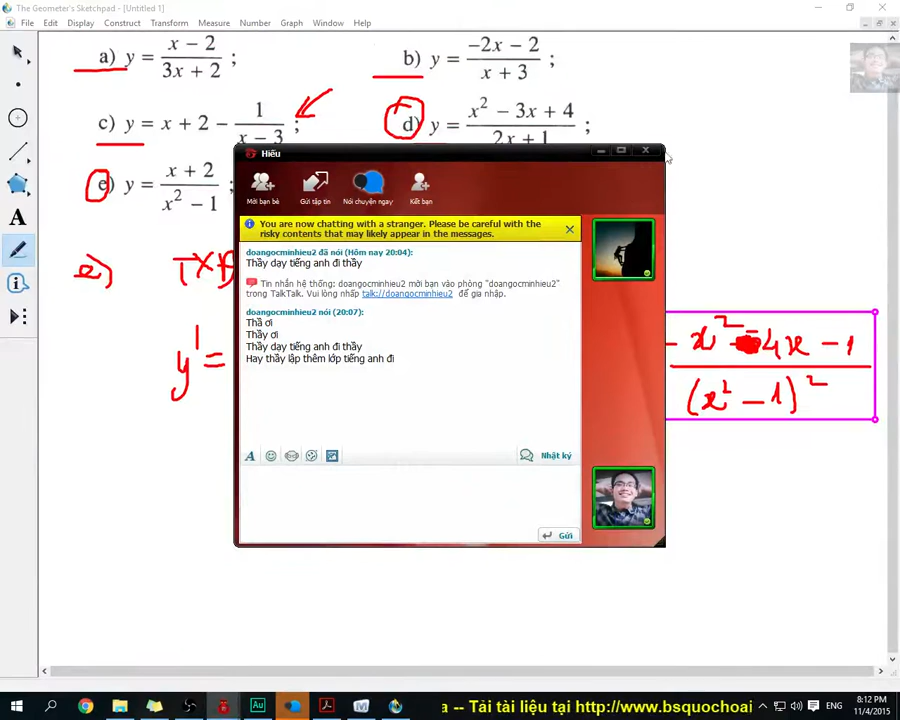 The Geometer's Sketchpad - [Untitled 1]
File Edit Display Construct Transform Measure Number Graph Window Help
a) y = (x − 2)/(3x + 2) ;
b) y = (−2x − 2)/(x + 3) ;
c) y = x + 2 − 1/(x − 3) ;
d) y = (x² − 3x + 4)/(2x + 1) ;
e) y = (x + 2)/(x² − 1) ;
e) TXĐ
y' =
(− x² − 4x − 1)/(x² − 1)²
Hiếu
Mời bạn bè Gửi tập tin Nói chuyện ngay Kết bạn
You are now chatting with a stranger. Please be careful with the
risky contents that may likely appear in the messages.
doangocminhieu2 đã nói (Hôm nay 20:04):
Thầy dạy tiếng anh đi thầy
Tin nhắn hệ thống: doangocminhieu2 mời bạn vào phòng "doangocminhieu2"
trong TalkTalk. Vui lòng nhấp talk://doangocminhieu2 để gia nhập.
doangocminhieu2 nói (20:07):
Thầ ơi
Thầy ơi
Thầy dạy tiếng anh đi thầy
Hay thầy lập thêm lớp tiếng anh đi
A
Nhật ký
Gửi
A
Au
a -- Tải tài liệu tại http://www.bsquochoai
ENG
8:12 PM
11/4/2015